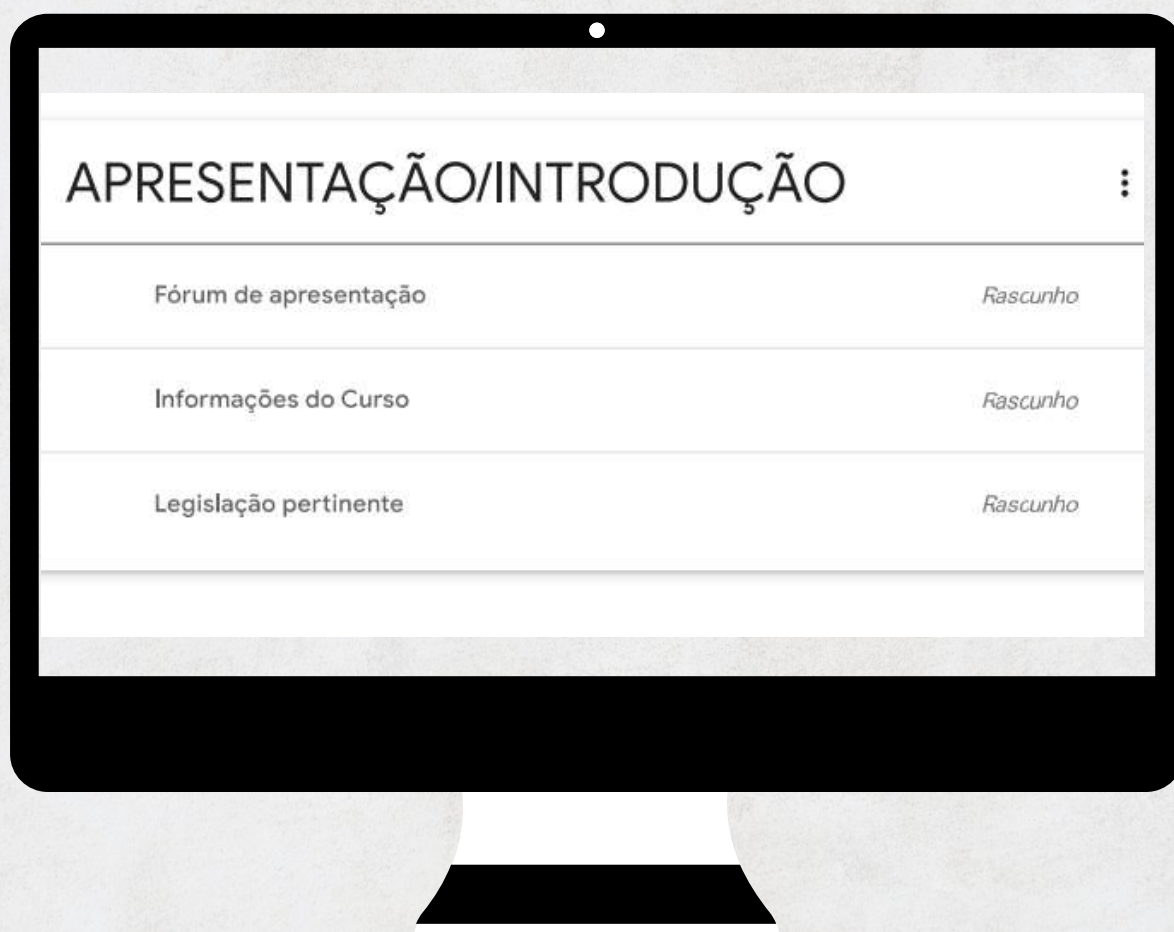 APRESENTAÇÃO/INTRODUÇÃO
Fórum de apresentação Rascunho
Informações do Curso Rascunho
Legislação pertinente Rascunho